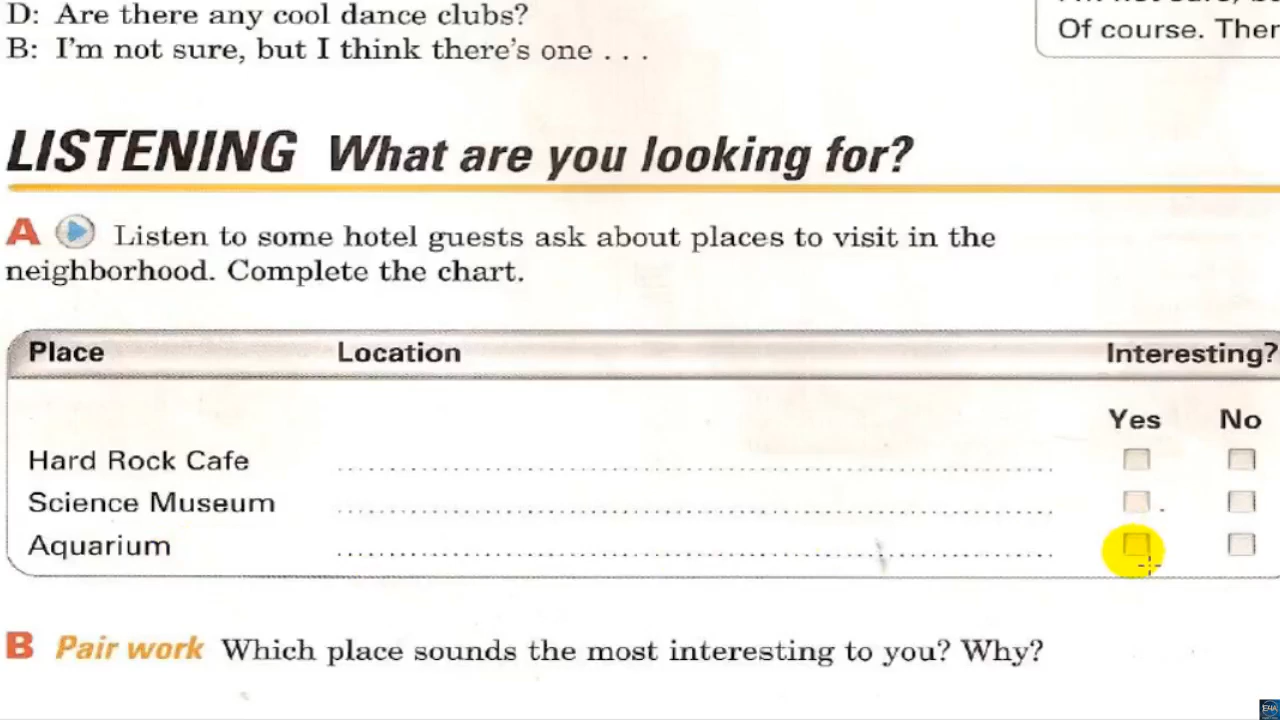 D: Are there any cool dance clubs?
B: I'm not sure, but I think there's one . . .
Of course. Ther
LISTENING What are you looking for?
A Listen to some hotel guests ask about places to visit in the
neighborhood. Complete the chart.
Place Location Interesting?
Yes No
Hard Rock Cafe
Science Museum
Aquarium
B Pair work Which place sounds the most interesting to you? Why?